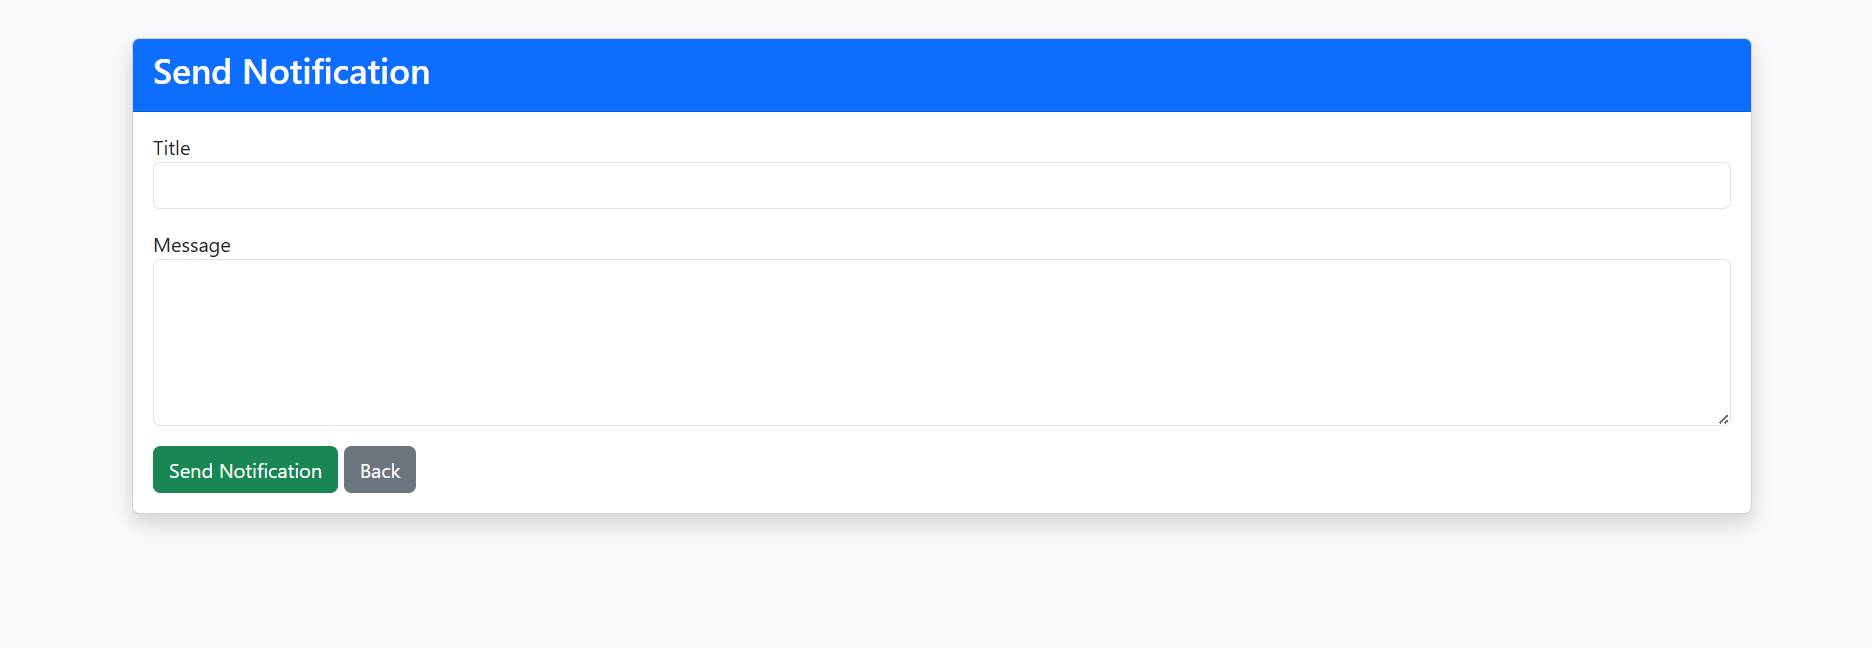 Send Notification
Title
Message
Send Notification Back